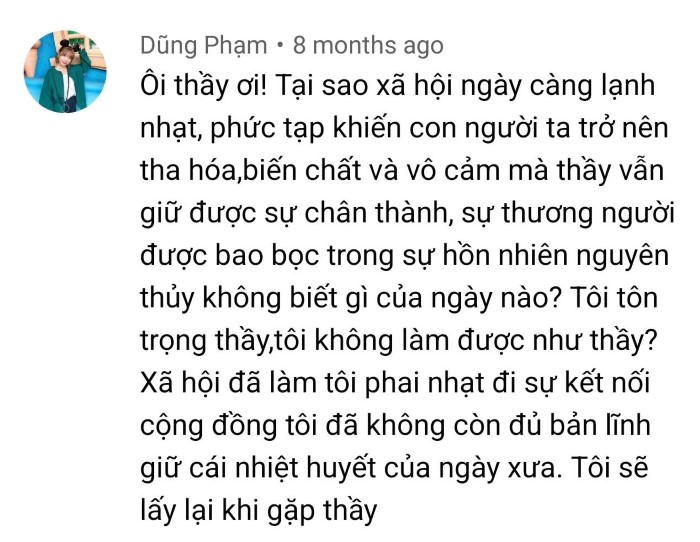 Dũng Phạm • 8 months ago
Ôi thầy ơi! Tại sao xã hội ngày càng lạnh
nhạt, phức tạp khiến con người ta trở nên
tha hóa,biến chất và vô cảm mà thầy vẫn
giữ được sự chân thành, sự thương người
được bao bọc trong sự hồn nhiên nguyên
thủy không biết gì của ngày nào? Tôi tôn
trọng thầy,tôi không làm được như thầy?
Xã hội đã làm tôi phai nhạt đi sự kết nối
cộng đồng tôi đã không còn đủ bản lĩnh
giữ cái nhiệt huyết của ngày xưa. Tôi sẽ
lấy lại khi gặp thầy